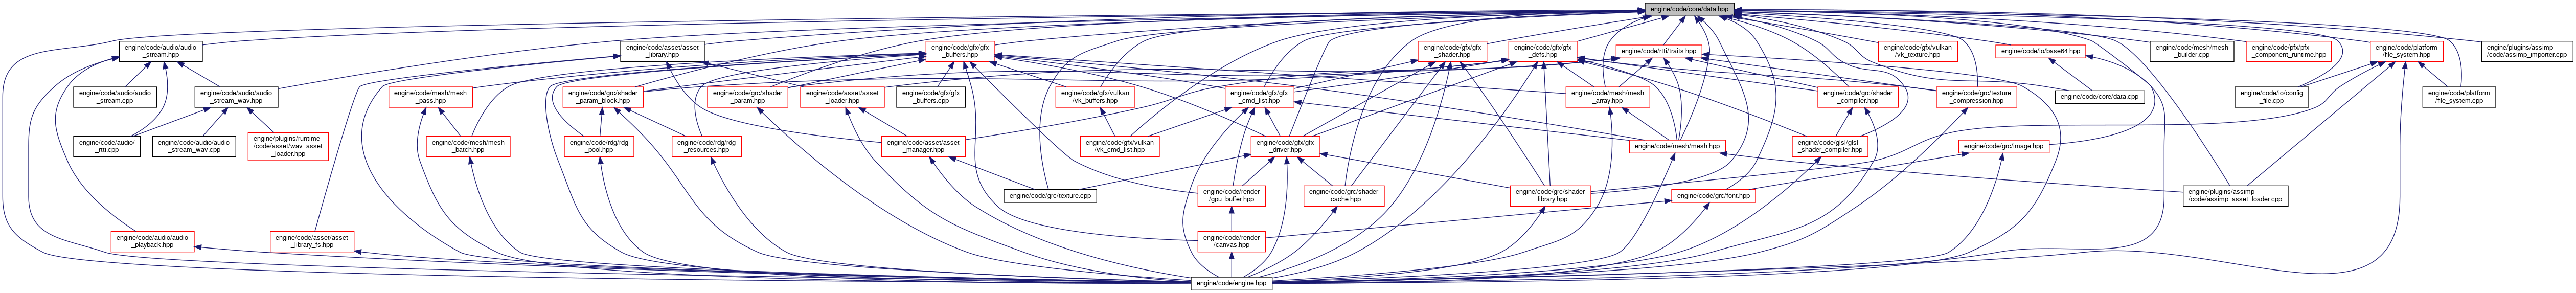 engine/code/core/data.hpp
engine/code/audio/audio
_stream.hpp
engine/code/asset/asset
_library.hpp
engine/code/gfx/gfx
_buffers.hpp
engine/code/gfx/gfx
_shader.hpp
engine/code/gfx/gfx
_defs.hpp
engine/code/rtti/traits.hpp
engine/code/gfx/vulkan
/vk_texture.hpp
engine/code/io/base64.hpp
engine/code/mesh/mesh
_builder.cpp
engine/code/pfx/pfx
_component_runtime.hpp
engine/code/platform
/file_system.hpp
engine/plugins/assimp
/code/assimp_importer.cpp
engine/code/audio/audio
_stream.cpp
engine/code/audio/audio
_stream_wav.hpp
engine/code/mesh/mesh
_pass.hpp
engine/code/grc/shader
_param_block.hpp
engine/code/grc/shader
_param.hpp
engine/code/asset/asset
_loader.hpp
engine/code/gfx/gfx
_buffers.cpp
engine/code/gfx/vulkan
/vk_buffers.hpp
engine/code/gfx/gfx
_cmd_list.hpp
engine/code/mesh/mesh
_array.hpp
engine/code/grc/shader
_compiler.hpp
engine/code/grc/texture
_compression.hpp
engine/code/core/data.cpp
engine/code/io/config
_file.cpp
engine/code/platform
/file_system.cpp
engine/code/audio/
_rtti.cpp
engine/code/audio/audio
_stream_wav.cpp
engine/plugins/runtime
/code/asset/wav_asset
_loader.hpp
engine/code/mesh/mesh
_batch.hpp
engine/code/rdg/rdg
_pool.hpp
engine/code/rdg/rdg
_resources.hpp
engine/code/asset/asset
_manager.hpp
engine/code/gfx/vulkan
/vk_cmd_list.hpp
engine/code/gfx/gfx
_driver.hpp
engine/code/mesh/mesh.hpp
engine/code/glsl/glsl
_shader_compiler.hpp
engine/code/grc/image.hpp
engine/code/grc/texture.cpp
engine/code/render
/gpu_buffer.hpp
engine/code/grc/shader
_cache.hpp
engine/code/grc/shader
_library.hpp
engine/code/grc/font.hpp
engine/plugins/assimp
/code/assimp_asset_loader.cpp
engine/code/audio/audio
_playback.hpp
engine/code/asset/asset
_library_fs.hpp
engine/code/render
/canvas.hpp
engine/code/engine.hpp